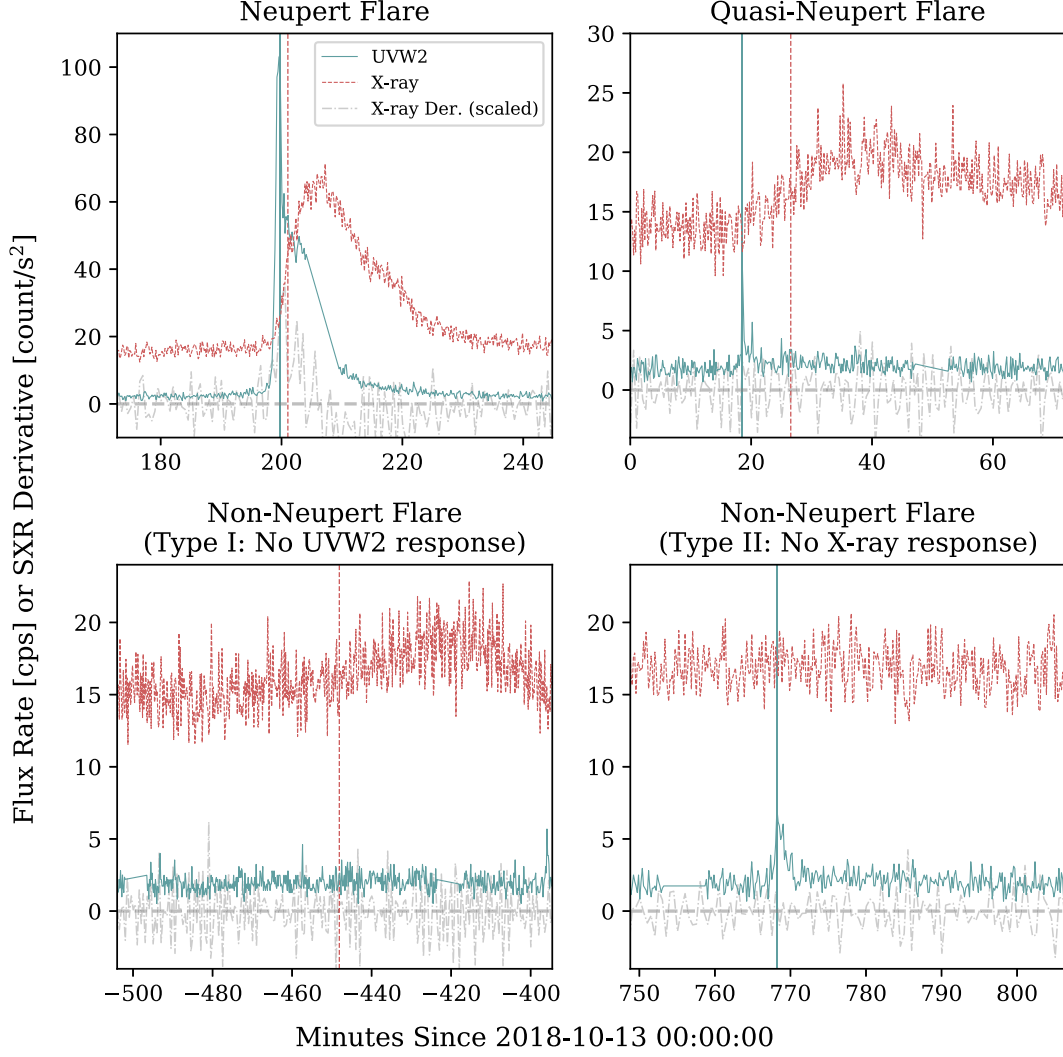 Neupert Flare
Quasi-Neupert Flare
UVW2
X-ray
X-ray Der. (scaled)
100
80
60
40
20
0
180 200 220 240
30
25
20
15
10
5
0
0 20 40 60
Flux Rate [cps] or SXR Derivative [count/s²]
Non-Neupert Flare
(Type I: No UVW2 response)
Non-Neupert Flare
(Type II: No X-ray response)
20
15
10
5
0
−500 −480 −460 −440 −420 −400
20
15
10
5
0
750 760 770 780 790 800
Minutes Since 2018-10-13 00:00:00